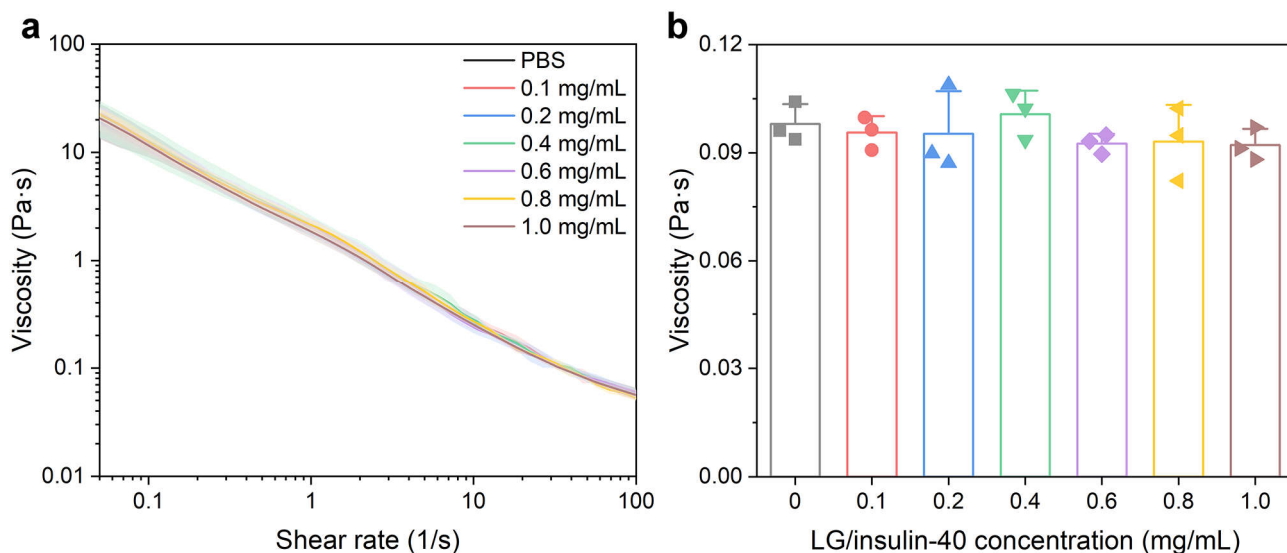 a
100
10
1
0.1
0.01
Viscosity (Pa·s)
0.1
1
10
100
Shear rate (1/s)
PBS
0.1 mg/mL
0.2 mg/mL
0.4 mg/mL
0.6 mg/mL
0.8 mg/mL
1.0 mg/mL
b
0.12
0.09
0.06
0.03
0.00
Viscosity (Pa·s)
0
0.1
0.2
0.4
0.6
0.8
1.0
LG/insulin-40 concentration (mg/mL)